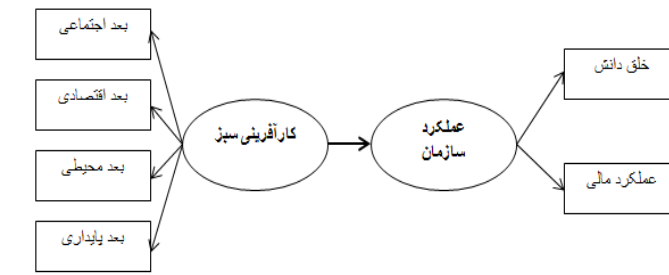 بعد اجتماعی
بعد اقتصادی
بعد محیطی
بعد پایداری
کارآفرینی سبز
عملکرد
سازمان
خلق دانش
عملکرد مالی